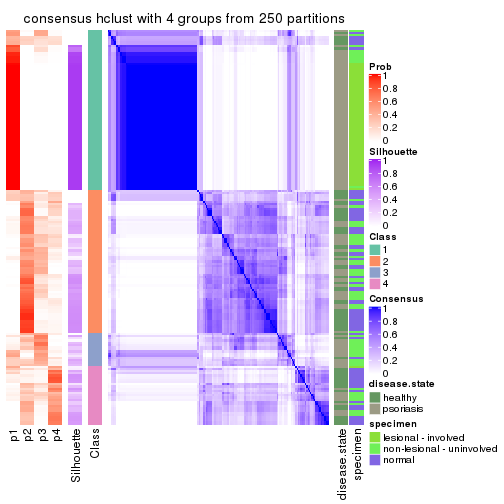 consensus hclust with 4 groups from 250 partitions
Prob
1
0.8
0.6
0.4
0.2
0
Silhouette
1
0.8
0.6
0.4
0.2
0
Class
1
2
3
4
Consensus
1
0.8
0.6
0.4
0.2
0
disease.state
healthy
psoriasis
specimen
lesional - involved
non-lesional - uninvolved
normal
p1
p2
p3
p4
Silhouette
Class
disease.state
specimen